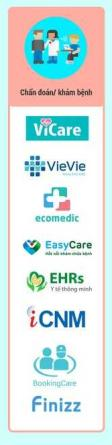 Chẩn đoán/ khám bệnh
ViCare
VieVie
ecomedic
EasyCare
EHRs
Y tế thông minh
iCNM
BookingCare
Finizz